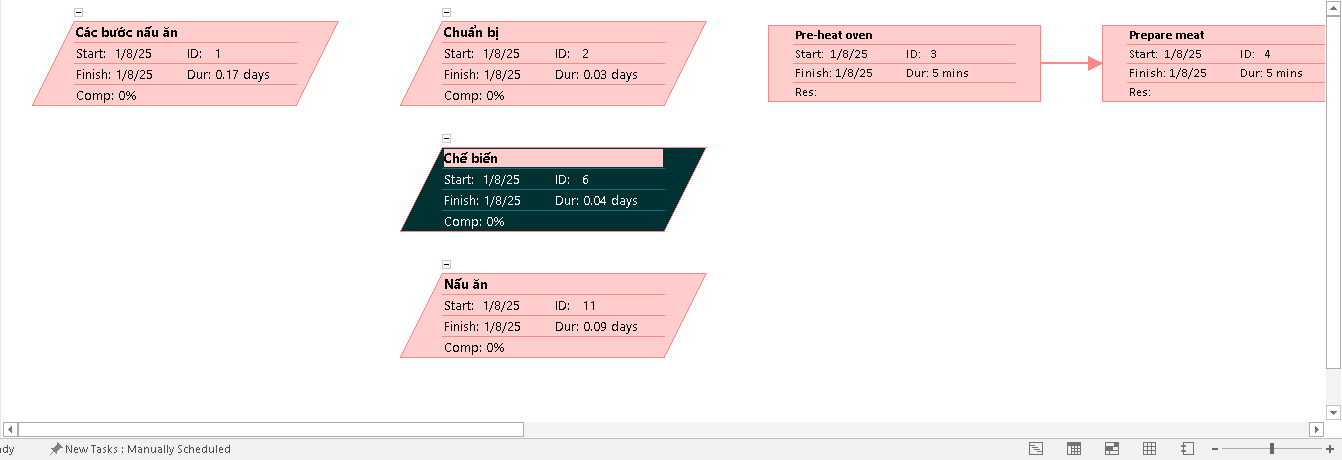 Các bước nấu ăn
Start: 1/8/25 ID: 1
Finish: 1/8/25 Dur: 0.17 days
Comp: 0%
Chuẩn bị
Start: 1/8/25 ID: 2
Finish: 1/8/25 Dur: 0.03 days
Comp: 0%
Pre-heat oven
Start: 1/8/25 ID: 3
Finish: 1/8/25 Dur: 5 mins
Res:
Prepare meat
Start: 1/8/25 ID: 4
Finish: 1/8/25 Dur: 5 mins
Res:
Chế biến
Start: 1/8/25 ID: 6
Finish: 1/8/25 Dur: 0.04 days
Comp: 0%
Nấu ăn
Start: 1/8/25 ID: 11
Finish: 1/8/25 Dur: 0.09 days
Comp: 0%
dy New Tasks : Manually Scheduled